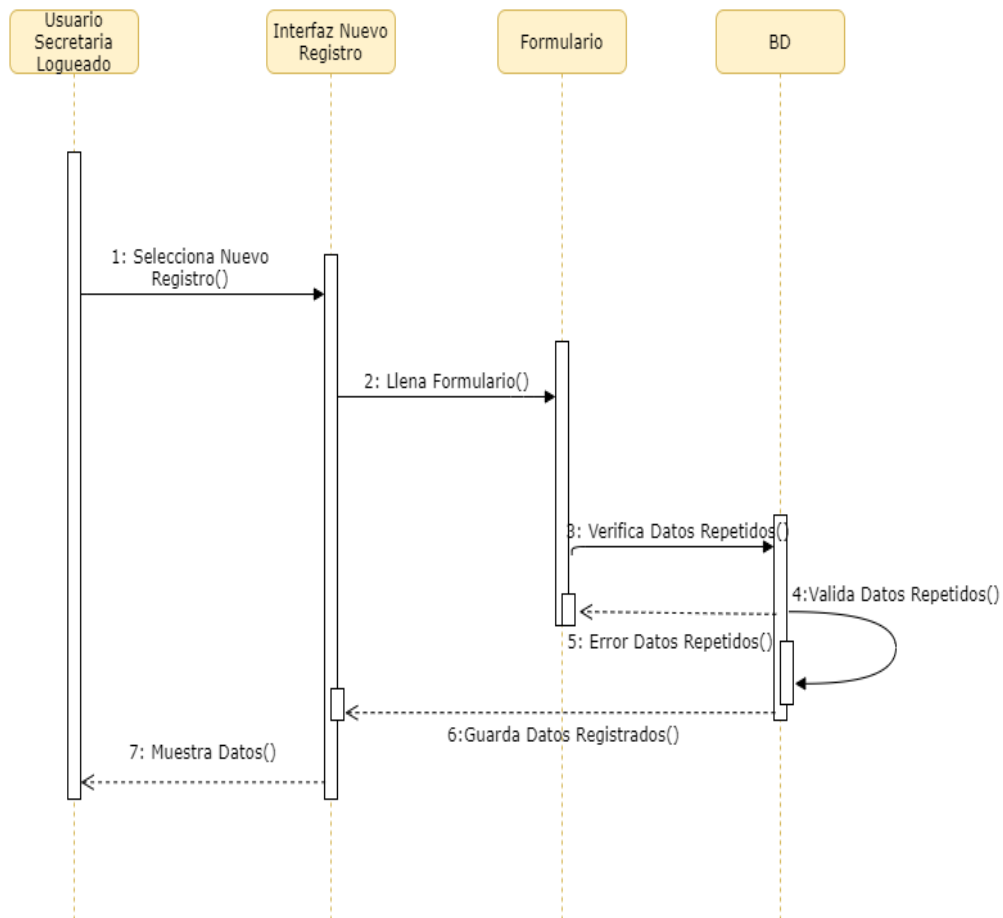 Usuario
Secretaria
Logueado
Interfaz Nuevo
Registro
Formulario
BD
1: Selecciona Nuevo
Registro()
2: Llena Formulario()
3: Verifica Datos Repetidos()
4:Valida Datos Repetidos()
5: Error Datos Repetidos()
6:Guarda Datos Registrados()
7: Muestra Datos()